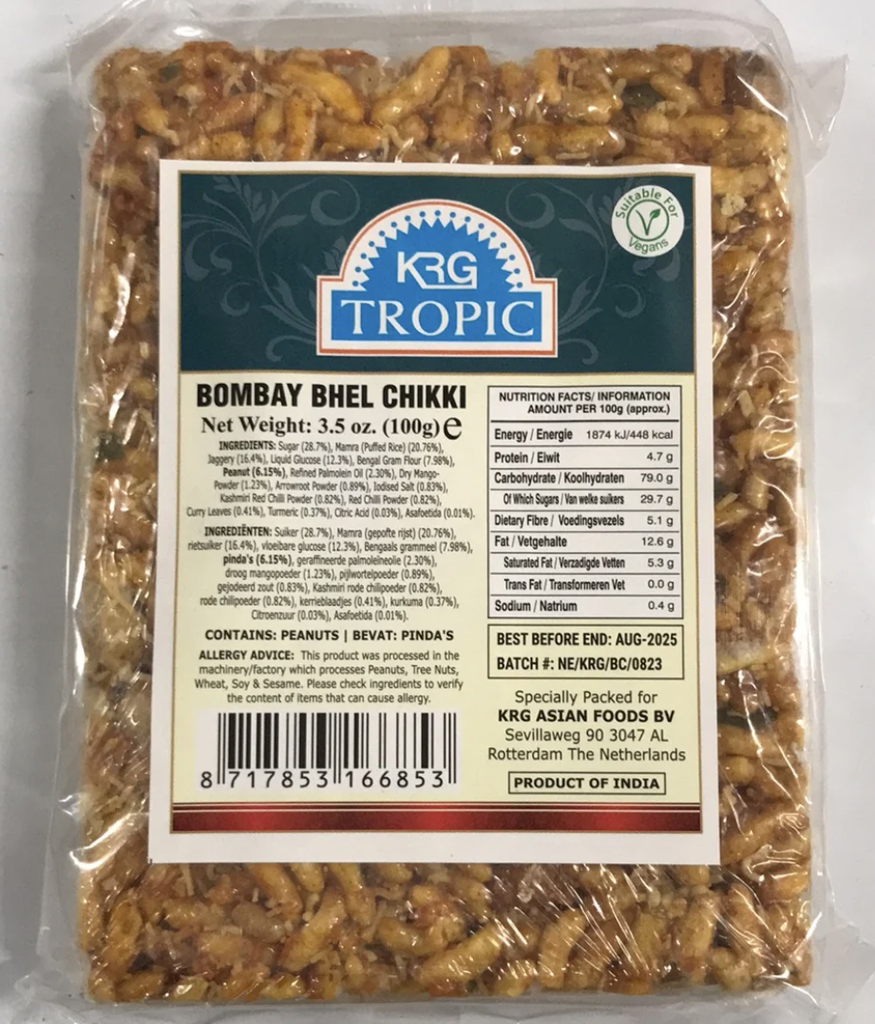 Suitable For
Vegans
KRG
TROPIC
BOMBAY BHEL CHIKKI
Net Weight: 3.5 oz. (100g) e
INGREDIENTS: Sugar (28.7%), Mamra (Puffed Rice) (20.76%),
Jaggery (16.4%), Liquid Glucose (12.3%), Bengal Gram Flour (7.98%),
Peanut (6.15%), Refined Palmolein Oil (2.30%), Dry Mango-
Powder (1.23%), Arrowroot Powder (0.89%), Iodised Salt (0.83%),
Kashmiri Red Chilli Powder (0.82%), Red Chilli Powder (0.82%),
Curry Leaves (0.41%), Turmeric (0.37%), Citric Acid (0.03%), Asafoetida (0.01%).
INGREDIËNTEN: Suiker (28.7%), Mamra (gepofte rijst) (20.76%),
rietsuiker (16.4%), vloeibare glucose (12.3%), Bengaals grammeel (7.98%),
pinda's (6.15%), geraffineerde palmoleïneolie (2.30%),
droog mangopoeder (1.23%), pijlwortelpoeder (0.89%),
gejodeerd zout (0.83%), Kashmiri rode chilipoeder (0.82%),
rode chilipoeder (0.82%), kerrieblaadjes (0.41%), kurkuma (0.37%),
Citroenzuur (0.03%), Asafoetida (0.01%).
CONTAINS: PEANUTS | BEVAT: PINDA'S
ALLERGY ADVICE: This product was processed in the
machinery/factory which processes Peanuts, Tree Nuts,
Wheat, Soy & Sesame. Please check ingredients to verify
the content of items that can cause allergy.
8 717853 166853
NUTRITION FACTS/ INFORMATION
AMOUNT PER 100g (approx.)
Energy / Energie 1874 kJ/448 kcal
Protein / Eiwit 4.7 g
Carbohydrate / Koolhydraten 79.0 g
Of Which Sugars / Van welke suikers 29.7 g
Dietary Fibre / Voedingsvezels 5.1 g
Fat / Vetgehalte 12.6 g
Saturated Fat / Verzadigde Vetten 5.3 g
Trans Fat / Transformeren Vet 0.0 g
Sodium / Natrium 0.4 g
BEST BEFORE END: AUG-2025
BATCH #: NE/KRG/BC/0823
Specially Packed for
KRG ASIAN FOODS BV
Sevillaweg 90 3047 AL
Rotterdam The Netherlands
PRODUCT OF INDIA